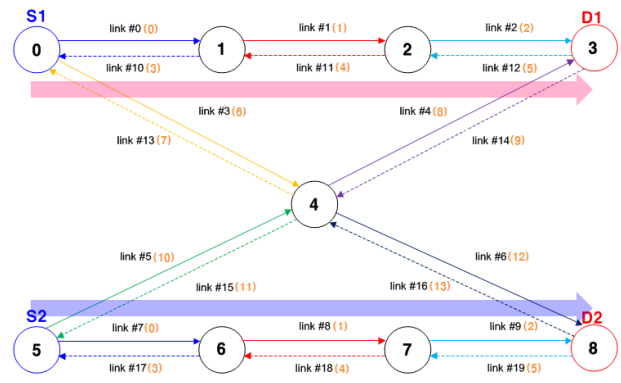 S1
D1
link #0(0)
link #1(1)
link #2(2)
0
1
2
3
link #10(3)
link #11(4)
link #12(5)
link #3(6)
link #4(8)
link #13(7)
link #14(9)
4
link #5(10)
link #6(12)
link #15(11)
link #16(13)
S2
D2
link #7(0)
link #8(1)
link #9(2)
5
6
7
8
link #17(3)
link #18(4)
link #19(5)